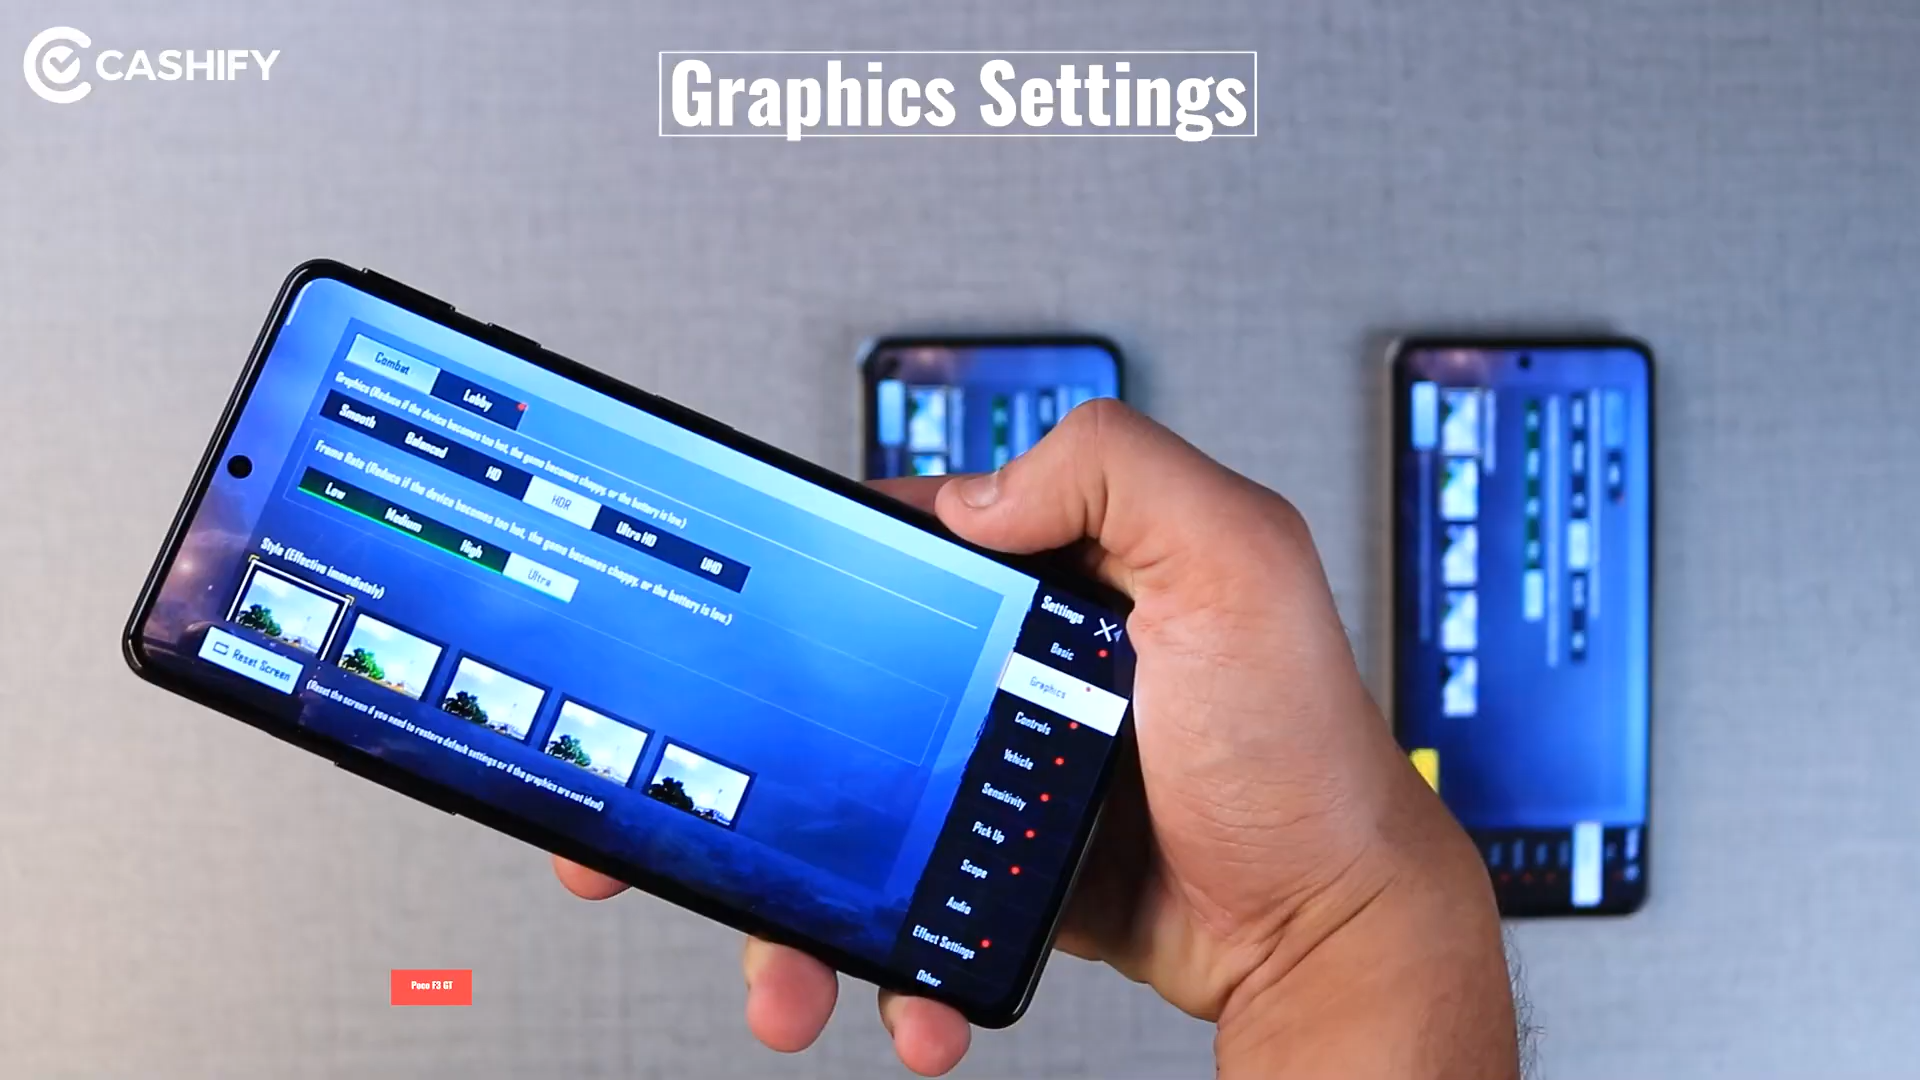 CASHIFY
Graphics Settings
Combat
Lobby
Graphics (Reduce if the device becomes too hot, the game becomes choppy, or the battery is low)
Smooth
Balanced
HD
HDR
Ultra HD
UHD
Frame Rate (Reduce if the device becomes too hot, the game becomes choppy, or the battery is low)
Low
Medium
High
Ultra
Style (Effective immediately)
Reset Screen
(Reset the screen if you need to restore default settings or if the graphics are not ideal)
Settings
Basic
Graphics
Controls
Vehicle
Sensitivity
Pick Up
Scope
Audio
Effect Settings
Other
Poco F3 GT